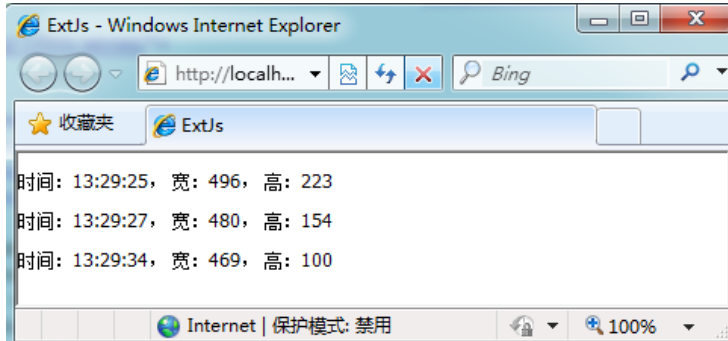 ExtJs - Windows Internet Explorer
http://localh... Bing
收藏夹 ExtJs
时间：13:29:25，宽：496，高：223
时间：13:29:27，宽：480，高：154
时间：13:29:34，宽：469，高：100
Internet | 保护模式: 禁用 100%